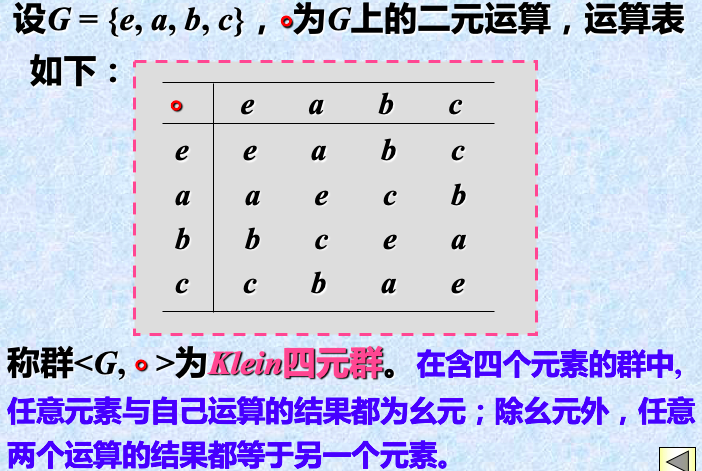 设G = {e, a, b, c}，∘为G上的二元运算，运算表
如下：
∘ e a b c
e e a b c
a a e c b
b b c e a
c c b a e
称群<G, ∘>为Klein四元群。在含四个元素的群中,
任意元素与自己运算的结果都为幺元；除幺元外，任意
两个运算的结果都等于另一个元素。